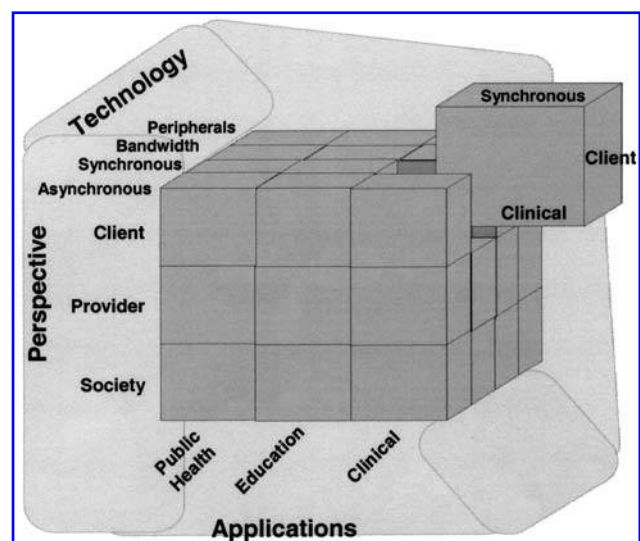 Technology
Peripherals
Bandwidth
Synchronous
Asynchronous
Synchronous
Client
Clinical
Perspective
Client
Provider
Society
Public
Health
Education
Clinical
Applications